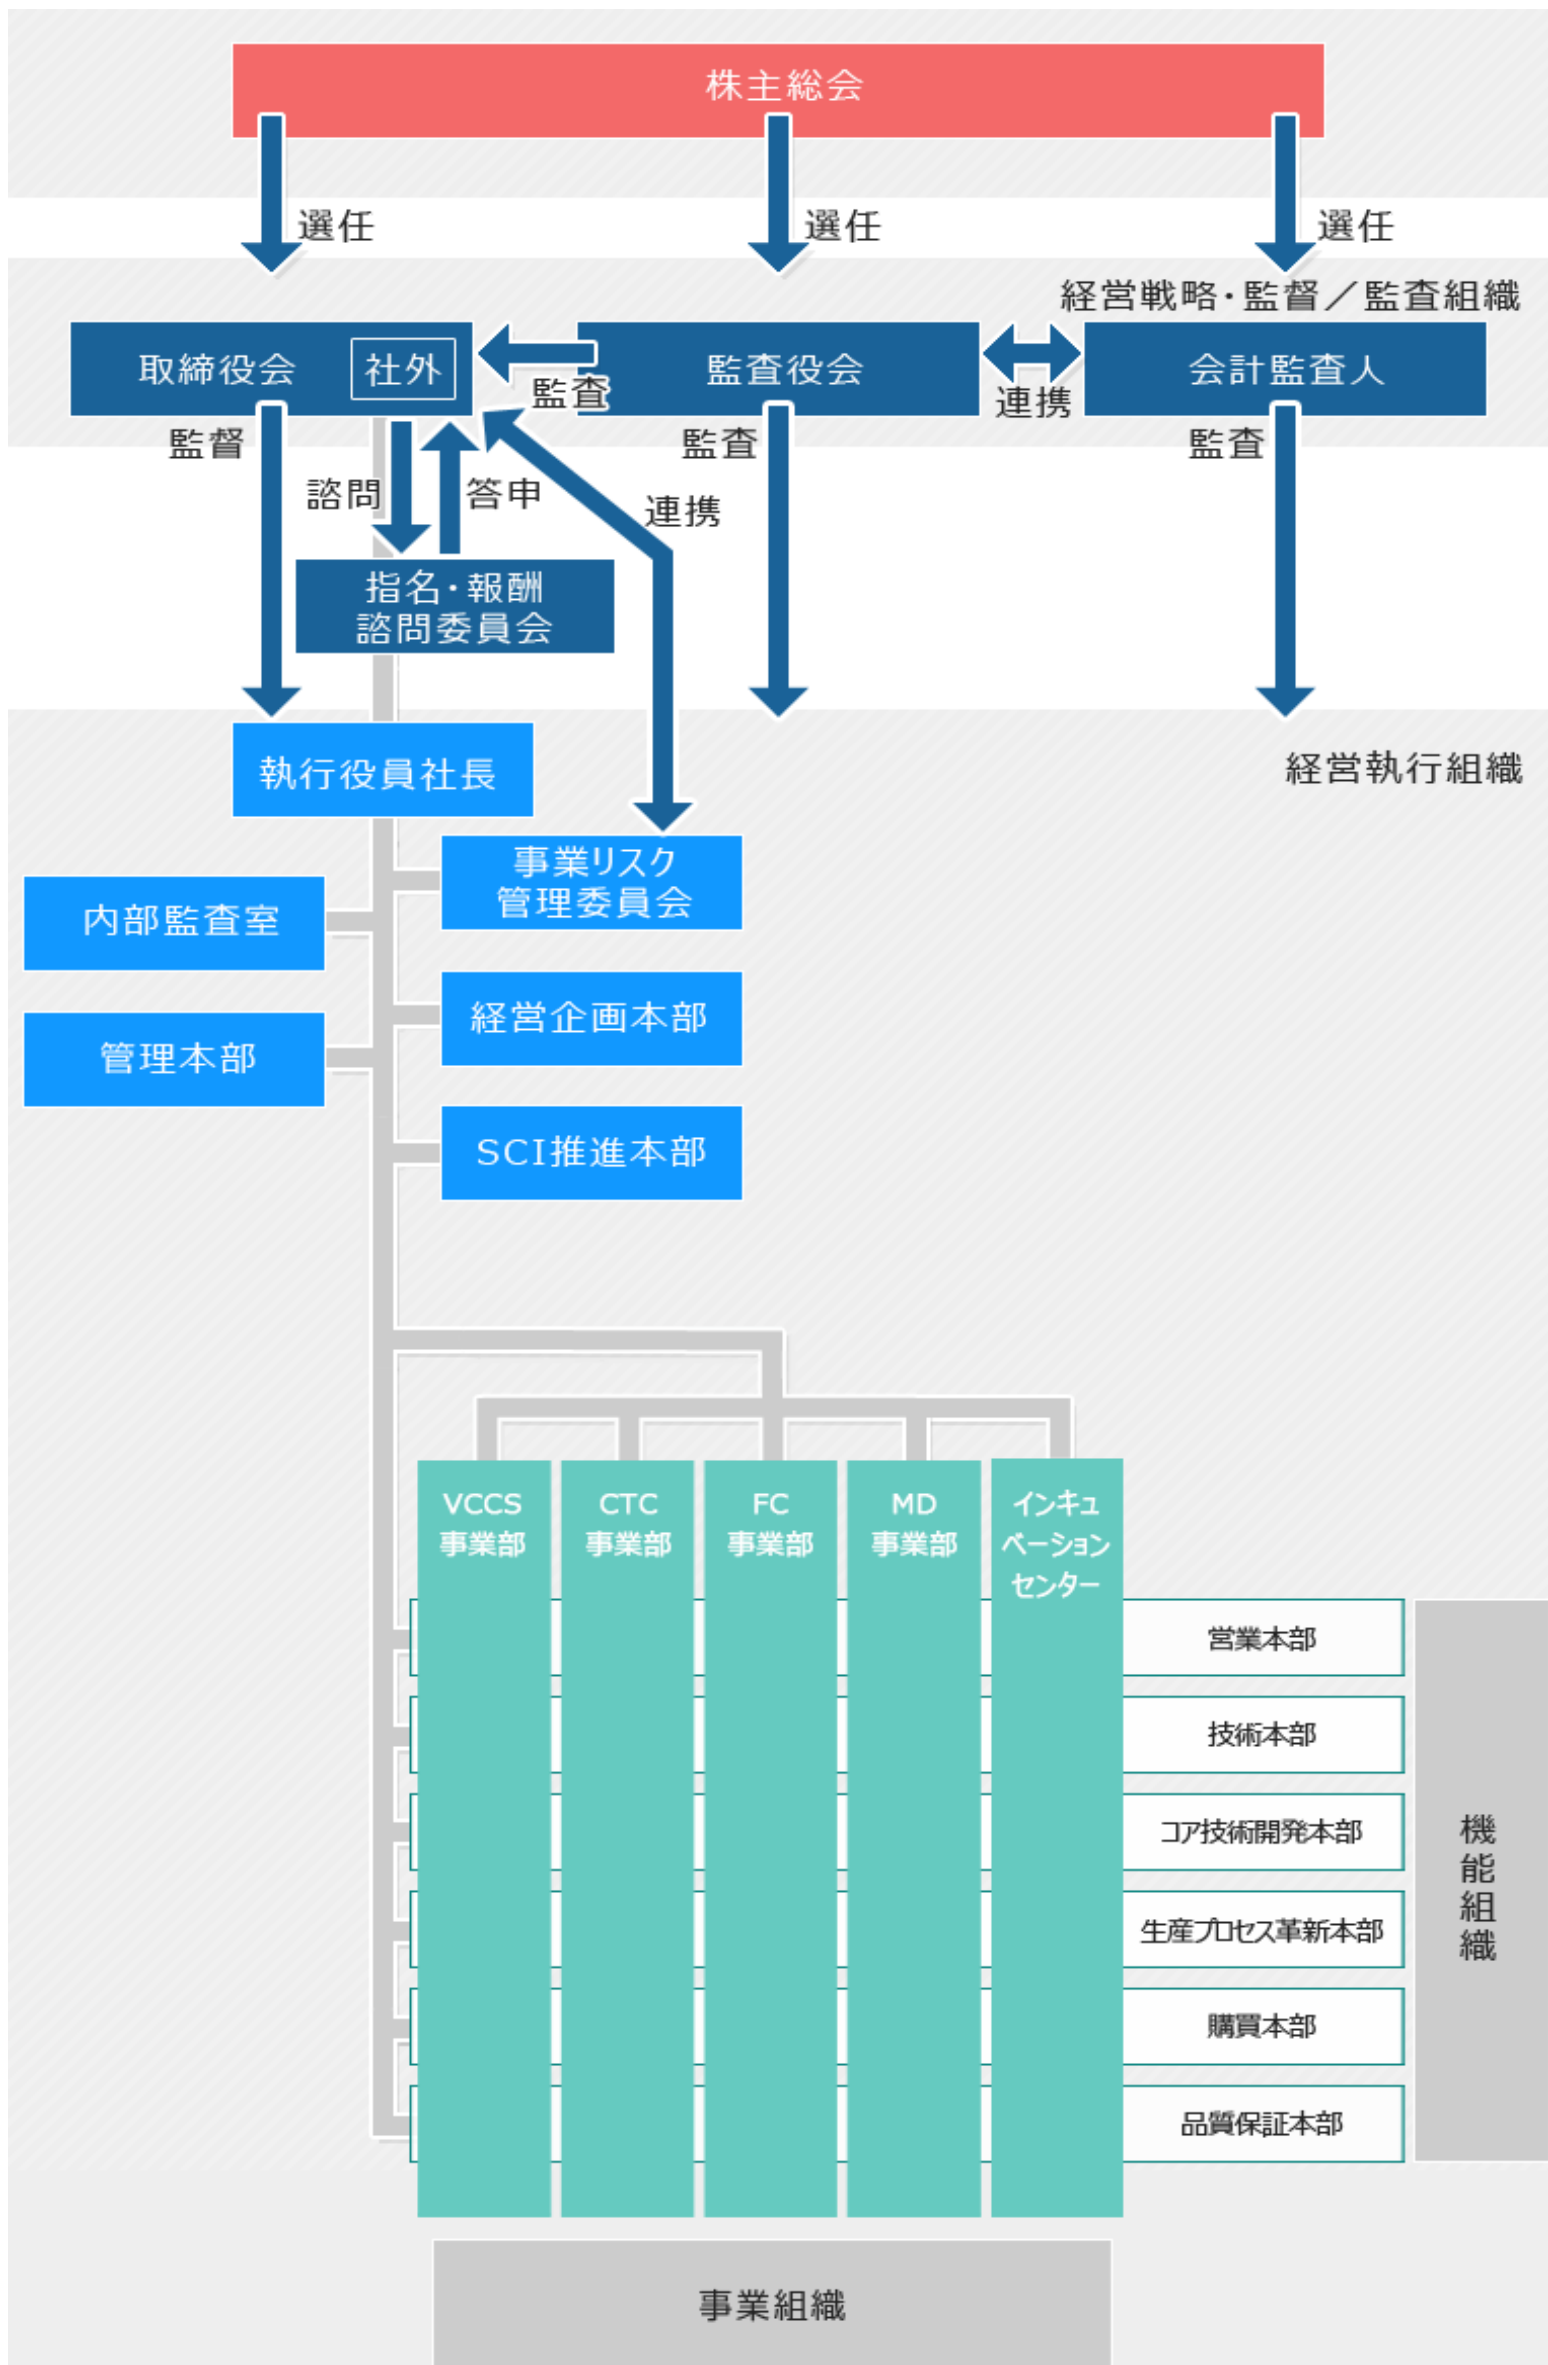 株主総会
選任
選任
選任
経営戦略・監督／監査組織
取締役会
社外
監査
監査役会
連携
会計監査人
監督
監査
監査
諮問
答申
連携
指名・報酬
諮問委員会
執行役員社長
経営執行組織
事業リスク
管理委員会
内部監査室
経営企画本部
管理本部
SCI推進本部
VCCS
事業部
CTC
事業部
FC
事業部
MD
事業部
インキュ
ベーション
センター
営業本部
技術本部
コア技術開発本部
生産プロセス革新本部
購買本部
品質保証本部
機能組織
事業組織